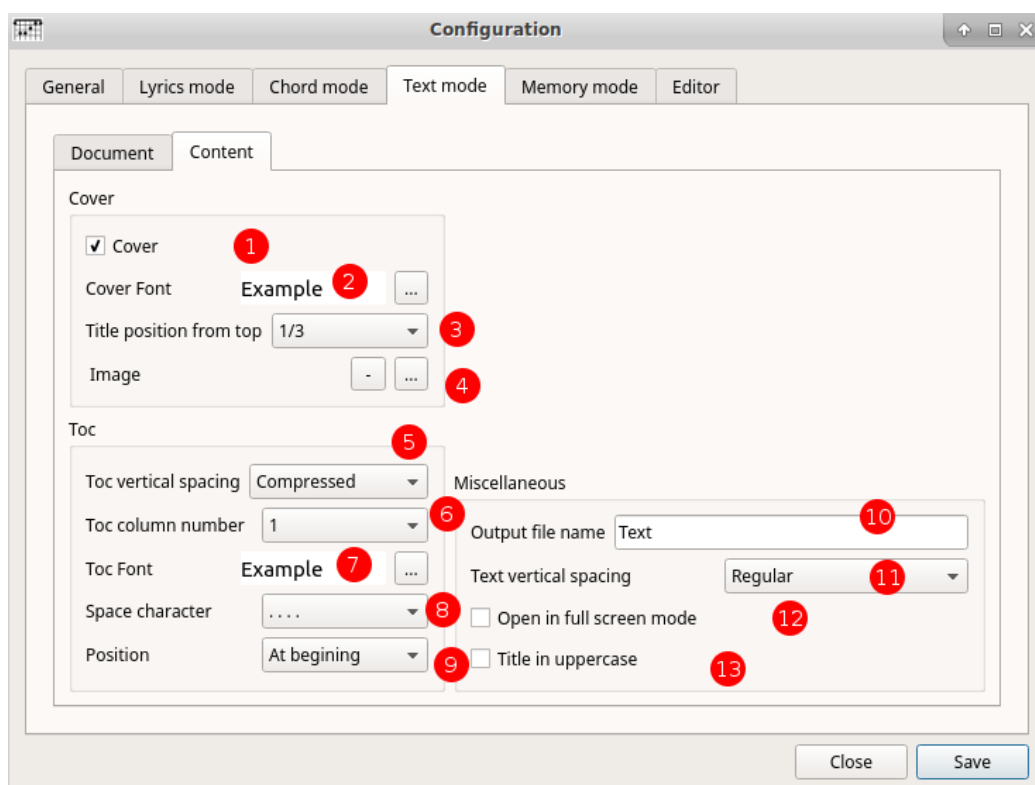 Configuration
General Lyrics mode Chord mode Text mode Memory mode Editor
Document Content
Cover
Cover 1
Cover Font Example 2 ...
Title position from top 1/3 3
Image - ... 4
Toc
5
Toc vertical spacing Compressed
Toc column number 1 6
Toc Font Example 7 ...
Space character . . . . 8
Position At begining 9
Miscellaneous
Output file name Text 10
Text vertical spacing Regular 11
Open in full screen mode 12
Title in uppercase 13
Close Save